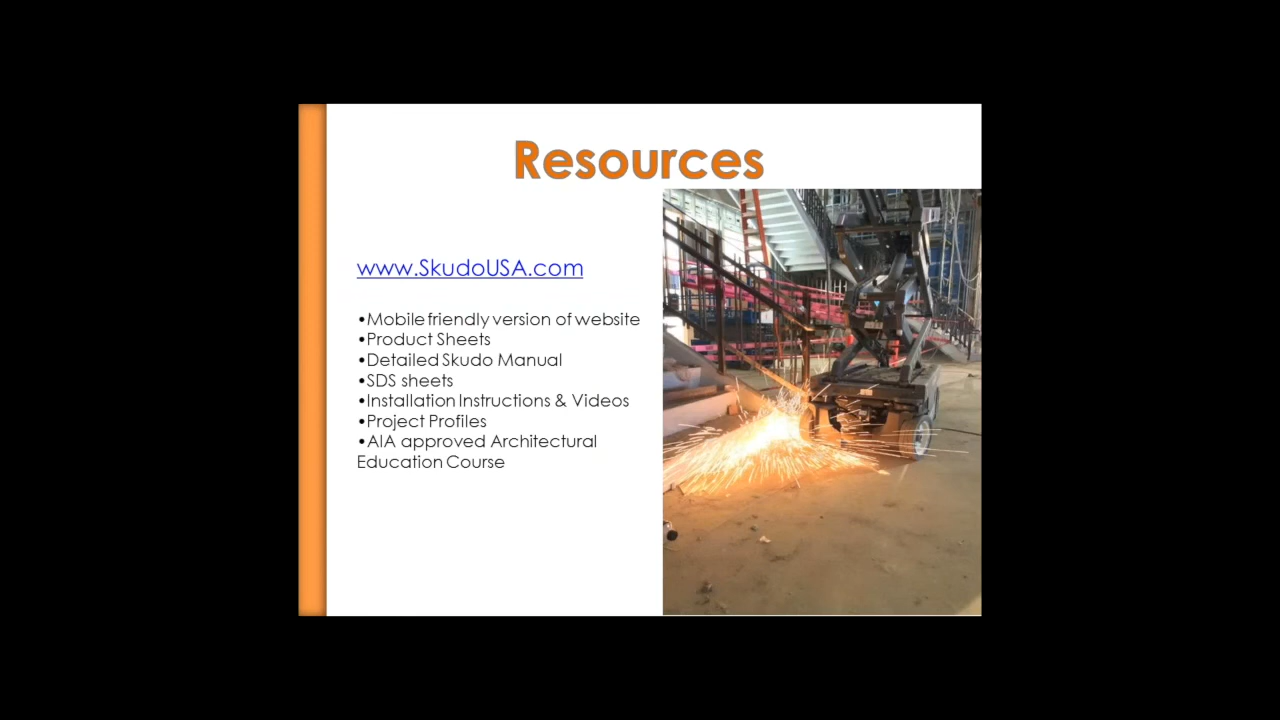 Resources
www.SkudoUSA.com
•Mobile friendly version of website
•Product Sheets
•Detailed Skudo Manual
•SDS sheets
•Installation Instructions & Videos
•Project Profiles
•AIA approved Architectural
Education Course